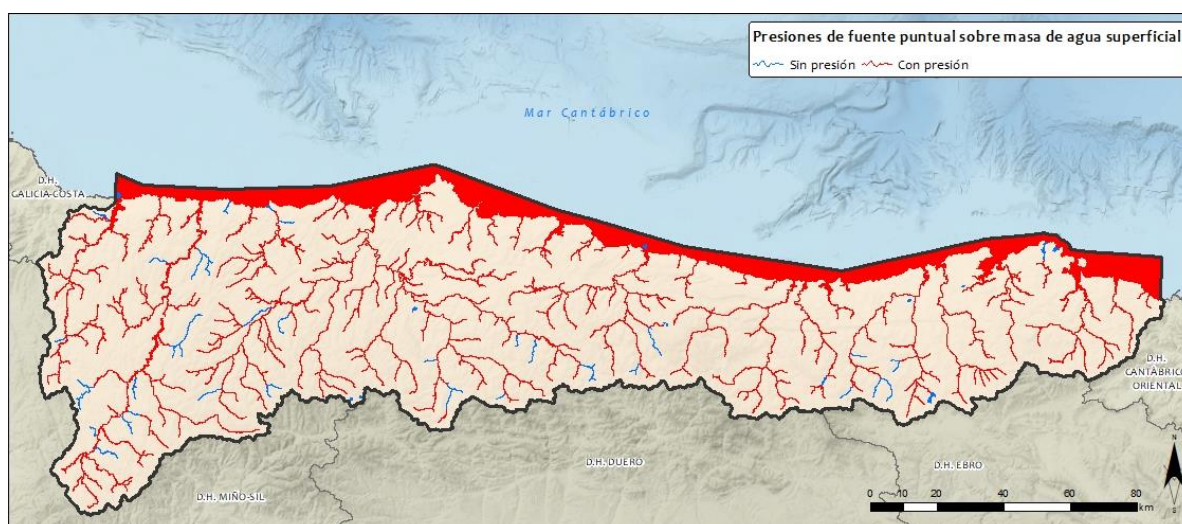 Presiones de fuente puntual sobre masa de agua superficial
Sin presión Con presión
Mar Cantábrico
D.H.
GALICIA-COSTA
D.H.
CANTÁBRICO
ORIENTAL
D.H. DUERO
D.H. EBRO
D.H. MIÑO-SIL
N
S
0 10 20 40 60 80
km